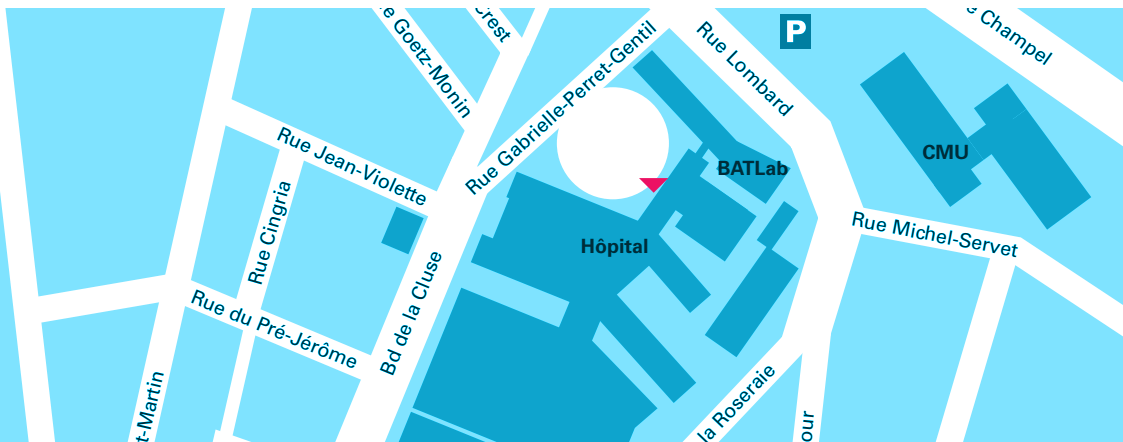 Crest
e Goetz-Monin
Rue Gabrielle-Perret-Gentil
Rue Lombard
P
e Champel
CMU
BATLab
Rue Jean-Violette
Rue Cingria
Hôpital
Rue Michel-Servet
Bd de la Cluse
Rue du Pré-Jérôme
t-Martin
la Roseraie
our